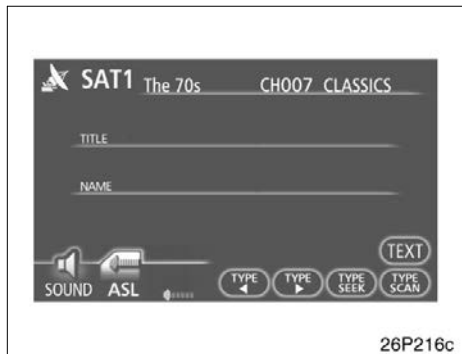 SAT1 The 70s CH007 CLASSICS
TITLE
NAME
TEXT
SOUND ASL TYPE TYPE TYPE SEEK TYPE SCAN
26P216c